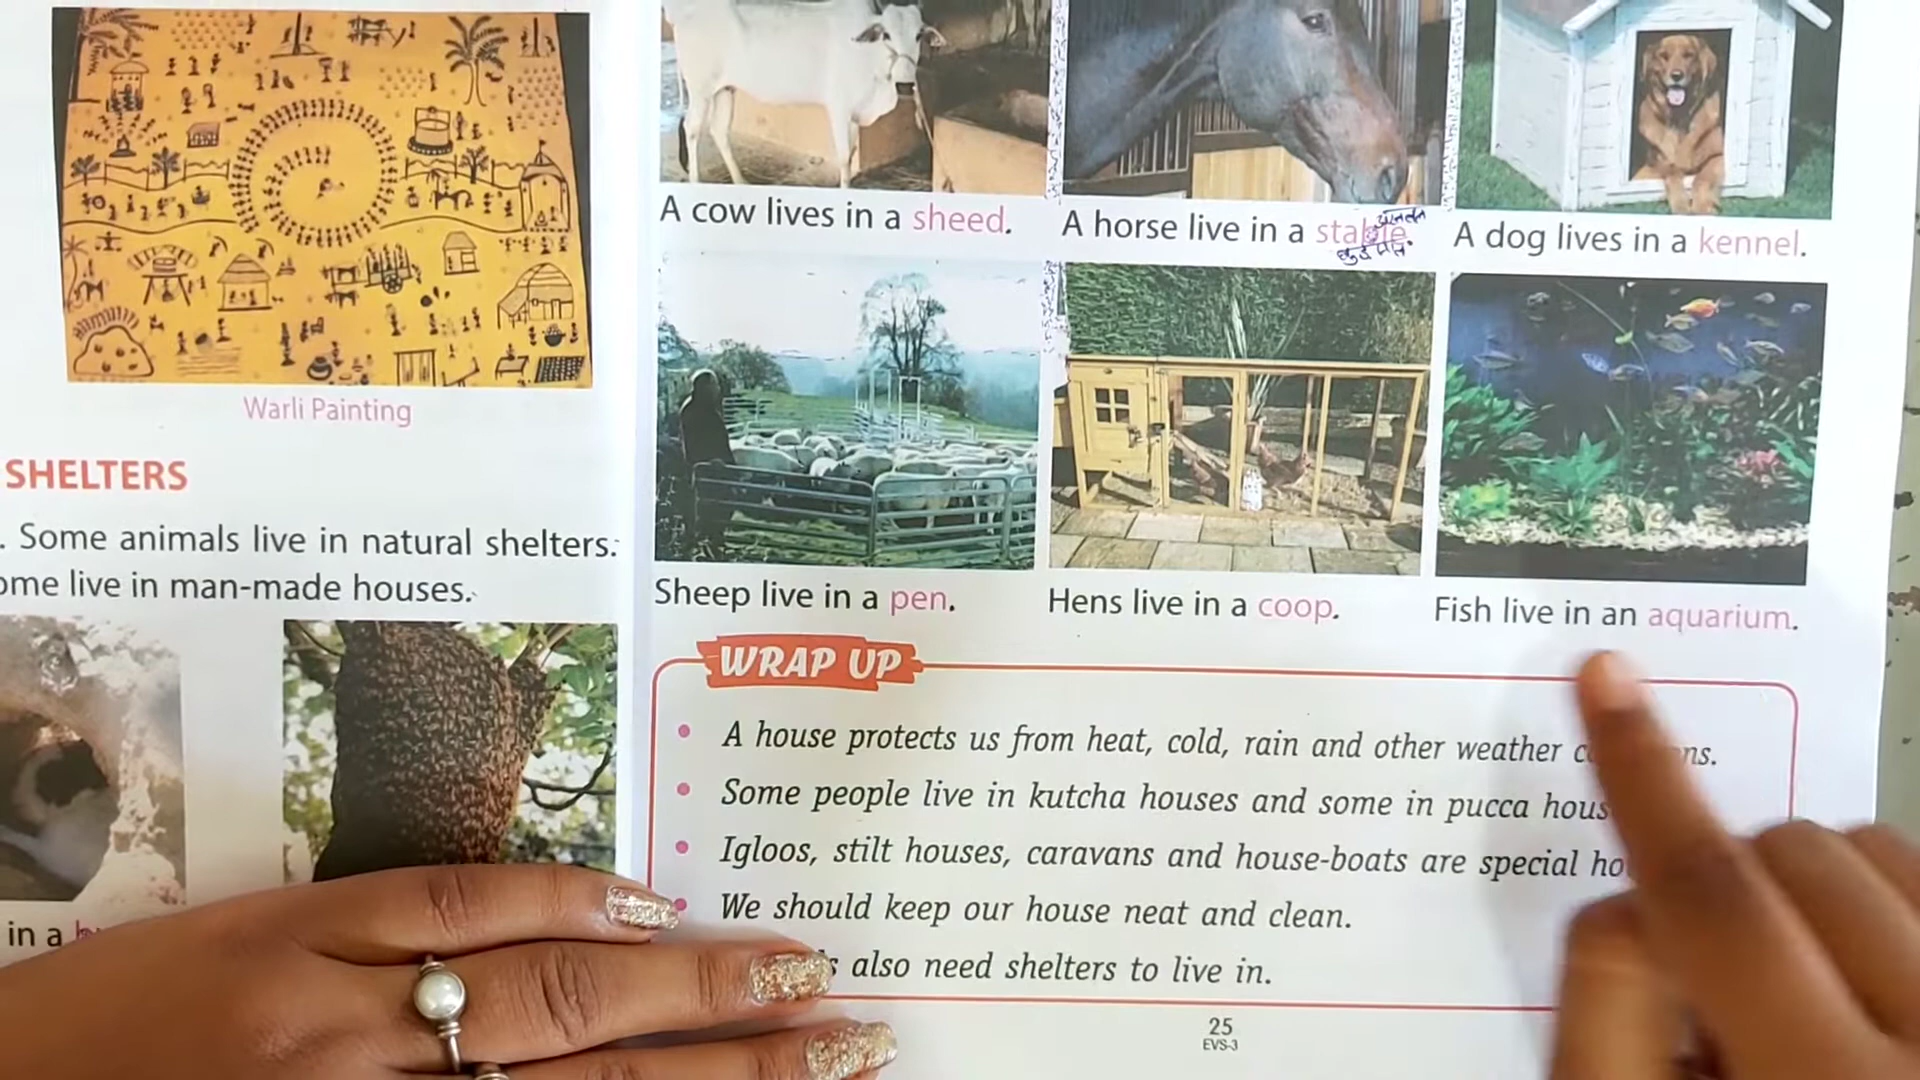 Warli Painting
SHELTERS
. Some animals live in natural shelters.
ome live in man-made houses.
in a
A cow lives in a sheed.
A horse live in a stable.
A dog lives in a kennel.
Sheep live in a pen.
Hens live in a coop.
Fish live in an aquarium.
WRAP UP
• A house protects us from heat, cold, rain and other weather
• Some people live in kutcha houses and some in pucca hous
• Igloos, stilt houses, caravans and house-boats are special ho
• We should keep our house neat and clean.
also need shelters to live in.
25
EVS-3